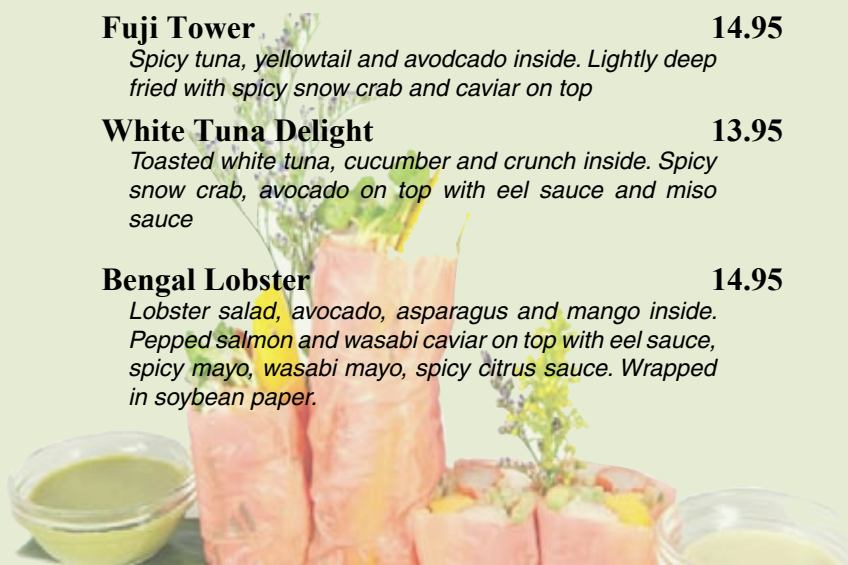 Fuji Tower 14.95
Spicy tuna, yellowtail and avodcado inside. Lightly deep
fried with spicy snow crab and caviar on top
White Tuna Delight 13.95
Toasted white tuna, cucumber and crunch inside. Spicy
snow crab, avocado on top with eel sauce and miso
sauce
Bengal Lobster 14.95
Lobster salad, avocado, asparagus and mango inside.
Pepped salmon and wasabi caviar on top with eel sauce,
spicy mayo, wasabi mayo, spicy citrus sauce. Wrapped
in soybean paper.